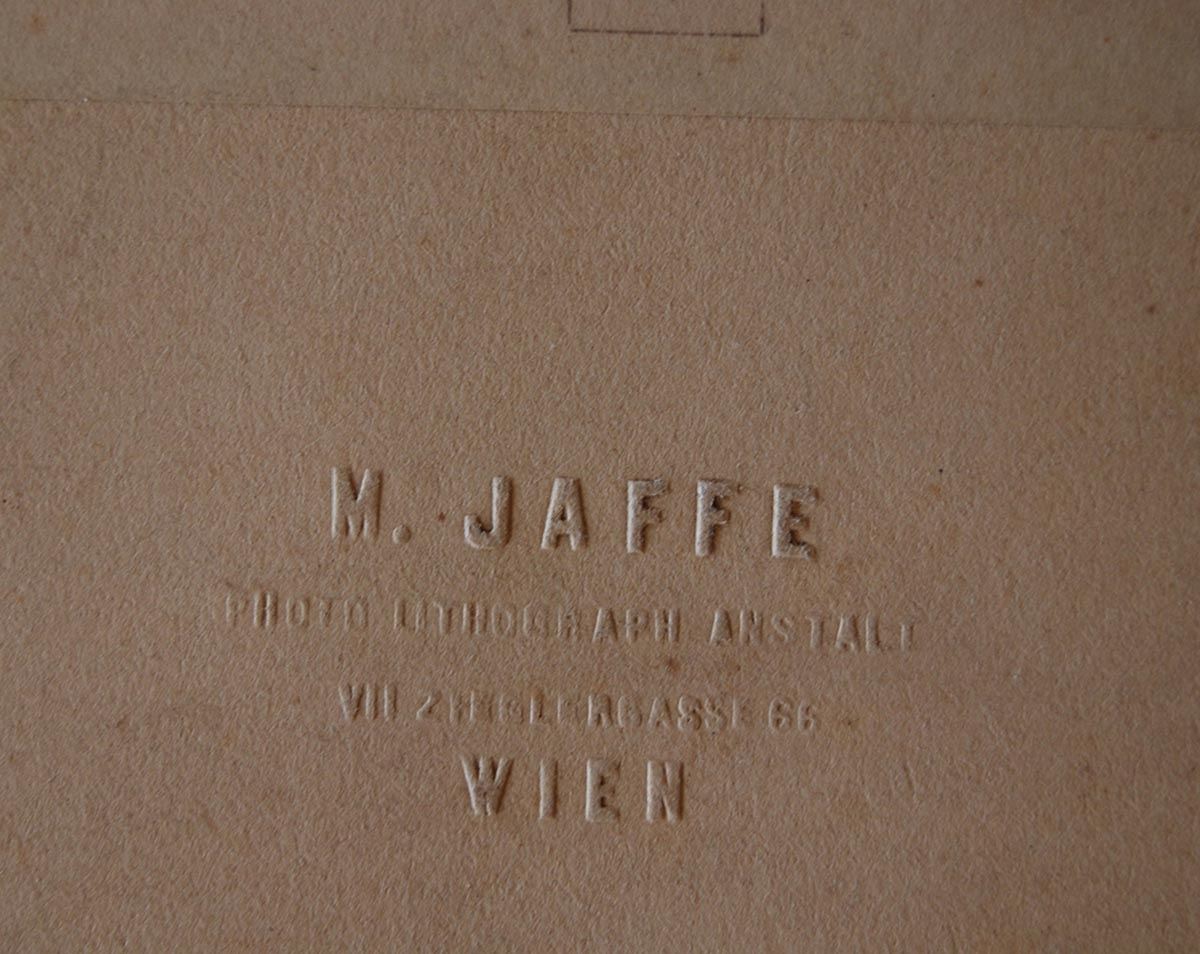 M. JAFFE
PHOTO LITHOGRAPH ANSTALT
VII ZIEGLERGASSE 66
WIEN